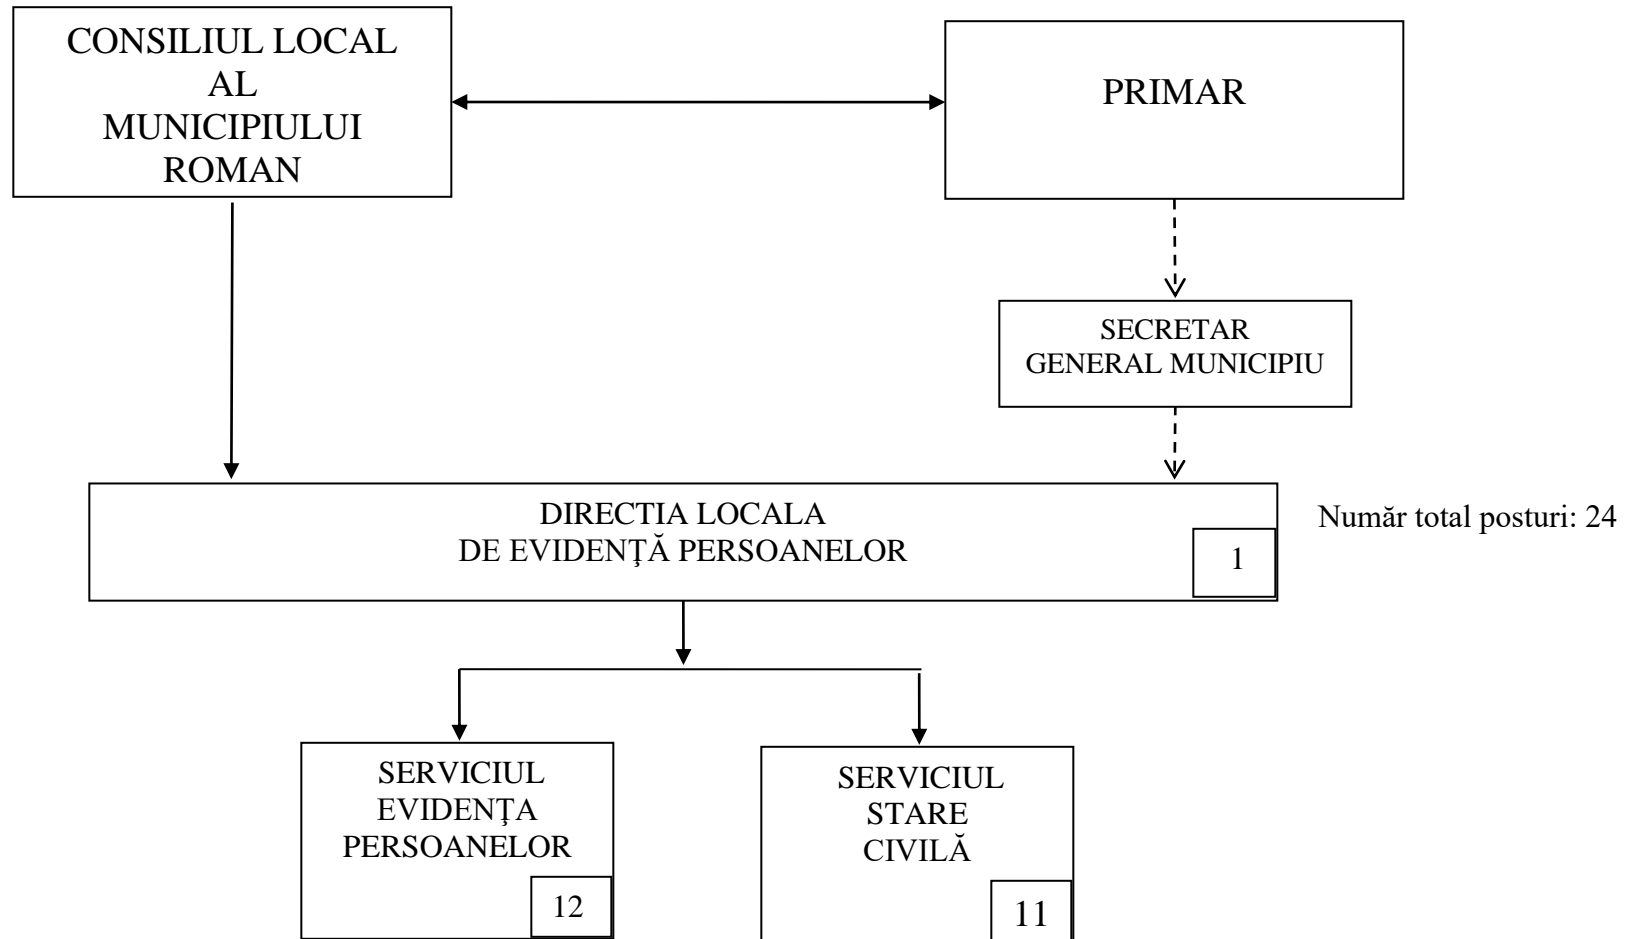 CONSILIUL LOCAL
AL
MUNICIPIULUI
ROMAN
PRIMAR
SECRETAR
GENERAL MUNICIPIU
DIRECTIA LOCALA
DE EVIDENŢĂ PERSOANELOR
1
Număr total posturi: 24
SERVICIUL
EVIDENŢA
PERSOANELOR
12
SERVICIUL
STARE
CIVILĂ
11